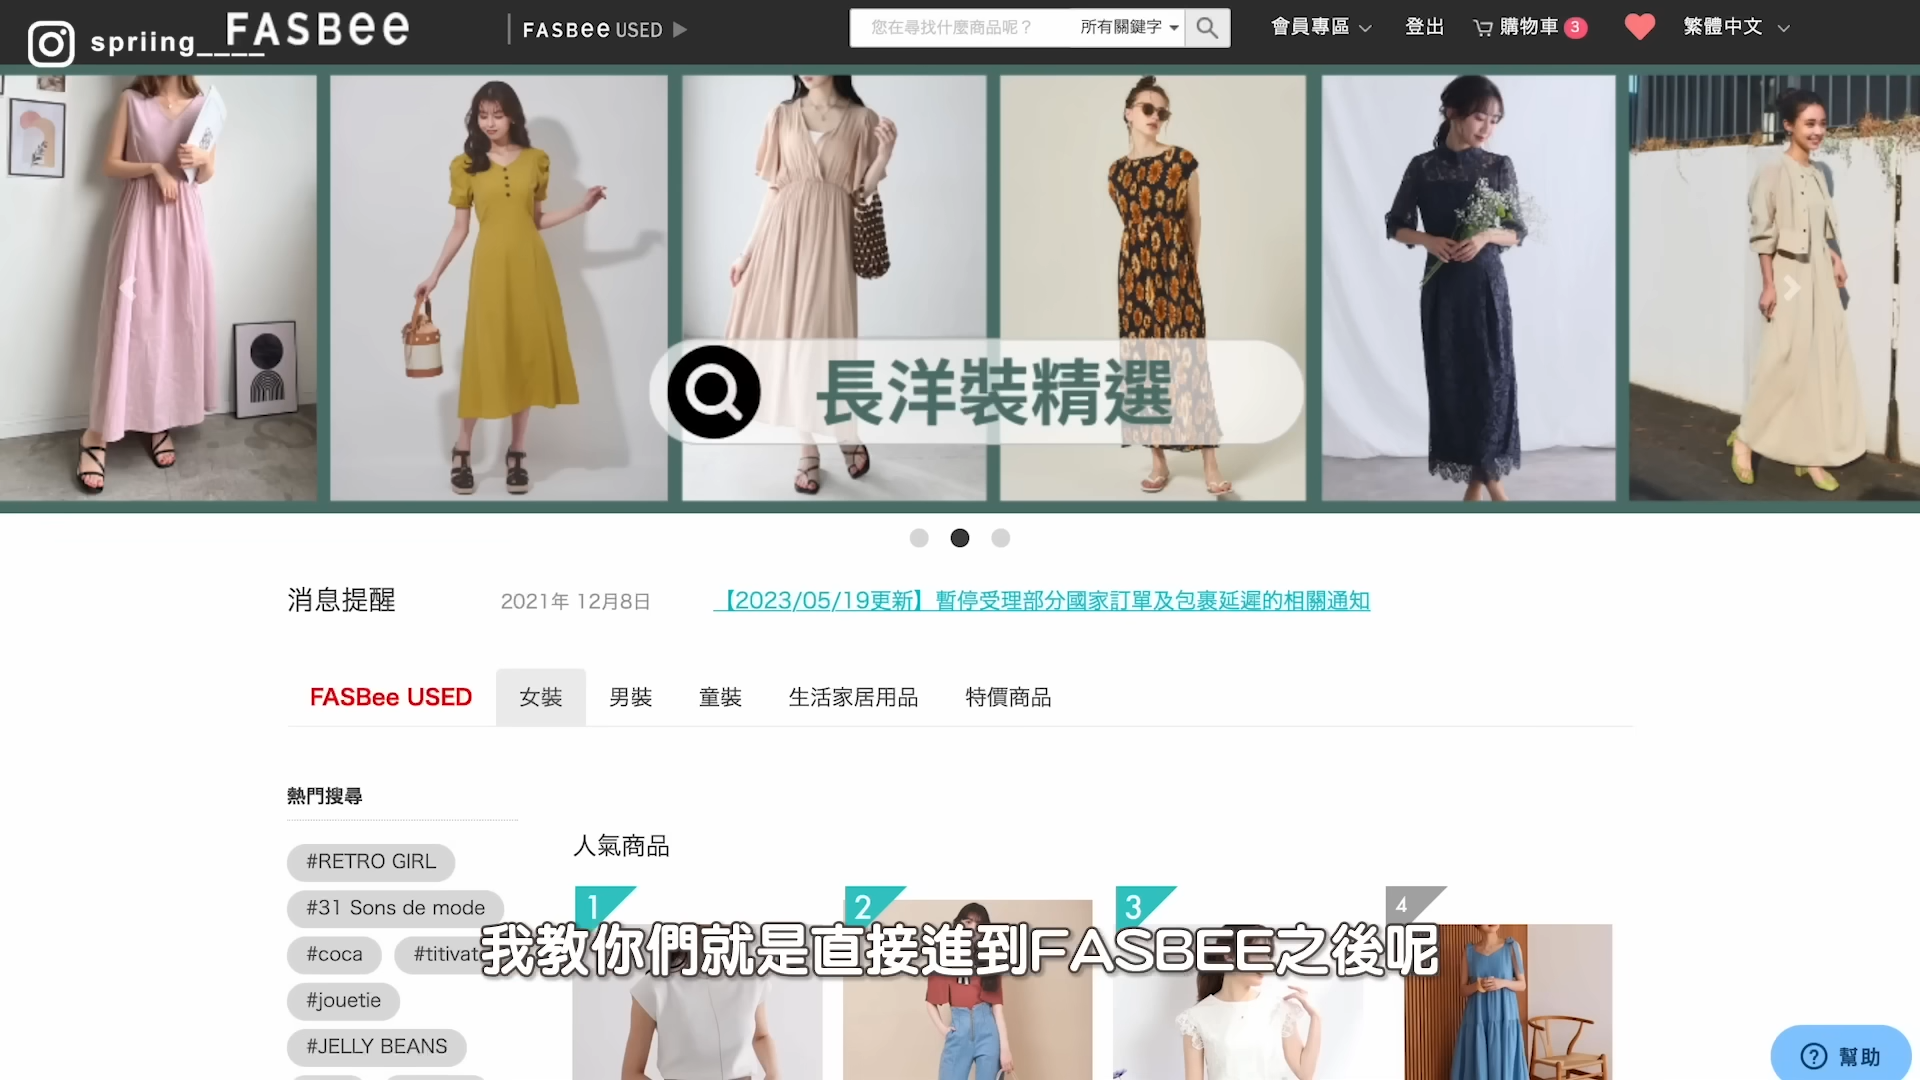 spriing____
FASBee
FASBee USED
您在尋找什麼商品呢？
所有關鍵字
會員專區
登出
購物車 3
繁體中文
長洋裝精選
消息提醒
2021年 12月8日
【2023/05/19更新】暫停受理部分國家訂單及包裹延遲的相關通知
FASBee USED
女裝
男裝
童裝
生活家居用品
特價商品
熱門搜尋
#RETRO GIRL
#31 Sons de mode
#coca
#titivat
#jouetie
#JELLY BEANS
人氣商品
1
2
3
4
我教你們就是直接進到FASBEE之後呢
幫助